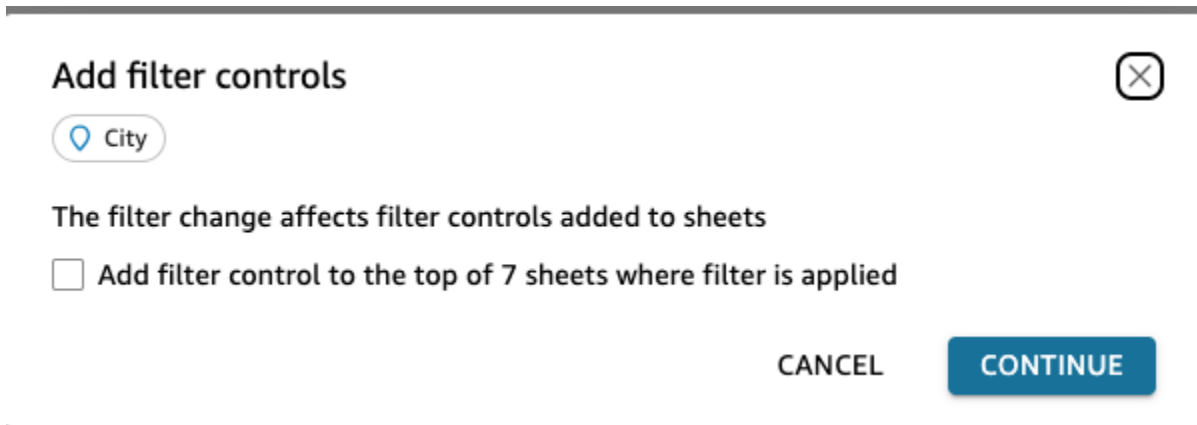 Add filter controls
City
The filter change affects filter controls added to sheets
Add filter control to the top of 7 sheets where filter is applied
CANCEL CONTINUE